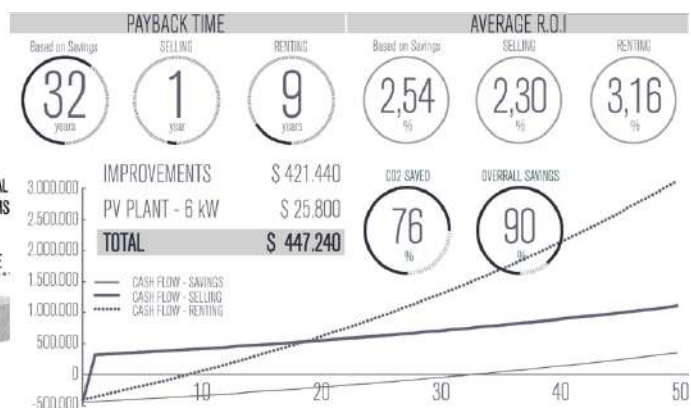 PAYBACK TIME
AVERAGE R.O.I
Based on Savings
SELLING
RENTING
Based on Savings
SELLING
RENTING
32
years
1
year
9
years
2,54
%
2,30
%
3,16
%
IMPROVEMENTS $ 421.440
PV PLANT - 6 kW $ 25.800
TOTAL $ 447.240
CO2 SAVED
OVERRALL SAVINGS
76
%
90
%
3.000.000
2.500.000
2.000.000
1.500.000
1.000.000
500.000
0
-500.000
CASH FLOW - SAVINGS
CASH FLOW - SELLING
CASH FLOW - RENTING
10
20
30
40
50